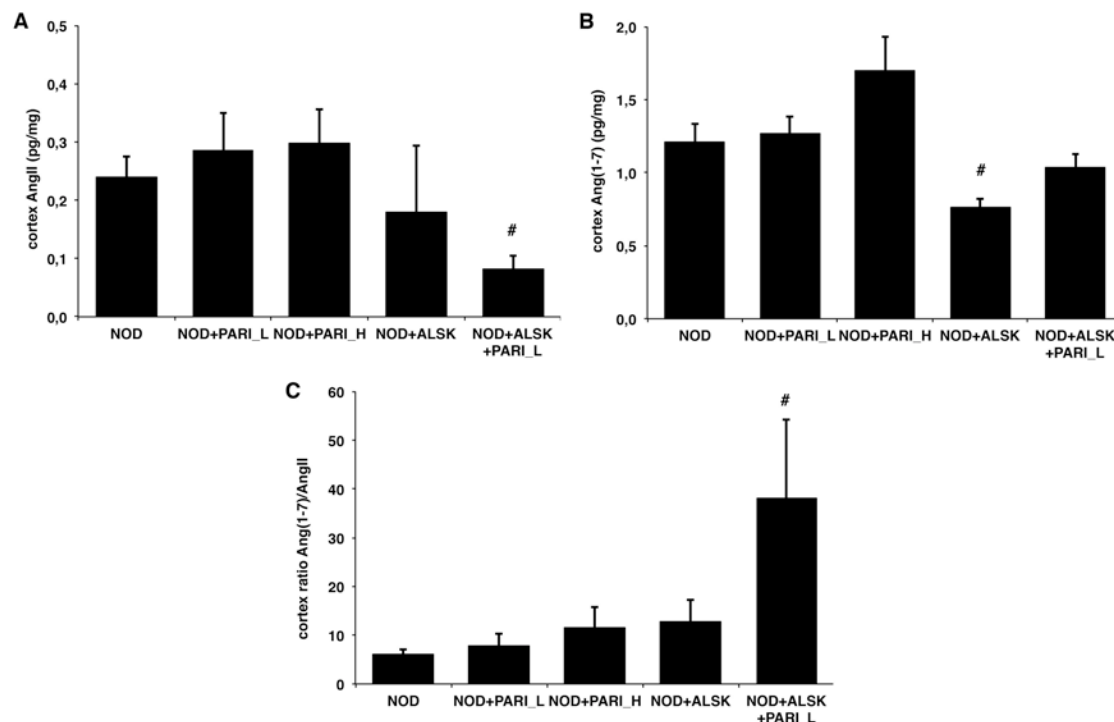 A
cortex AngII (pg/mg)
0,5
0,4
0,3
0,2
0,1
0,0
#
NOD NOD+PARI_L NOD+PARI_H NOD+ALSK NOD+ALSK
+PARI_L
B
cortex Ang(1-7) (pg/mg)
2,0
1,5
1,0
0,5
0,0
#
NOD NOD+PARI_L NOD+PARI_H NOD+ALSK NOD+ALSK
+PARI_L
C
cortex ratio Ang(1-7)/AngII
60
50
40
30
20
10
0
#
NOD NOD+PARI_L NOD+PARI_H NOD+ALSK NOD+ALSK
+PARI_L